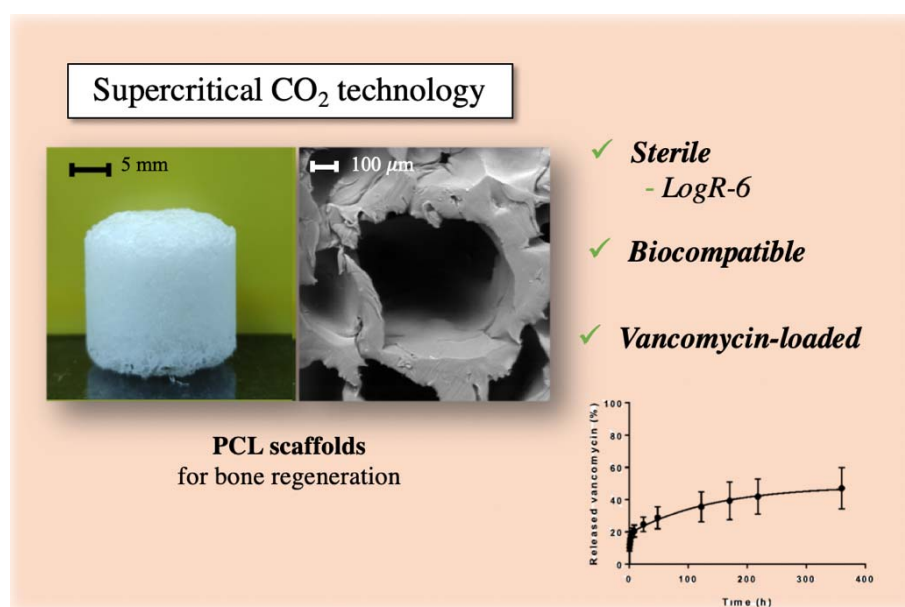 Supercritical CO₂ technology
5 mm
100 µm
✓ Sterile
- LogR-6
✓ Biocompatible
✓ Vancomycin-loaded
PCL scaffolds
for bone regeneration
Released vancomycin (%)
100
80
60
40
20
0
0 100 200 300 400
Time (h)